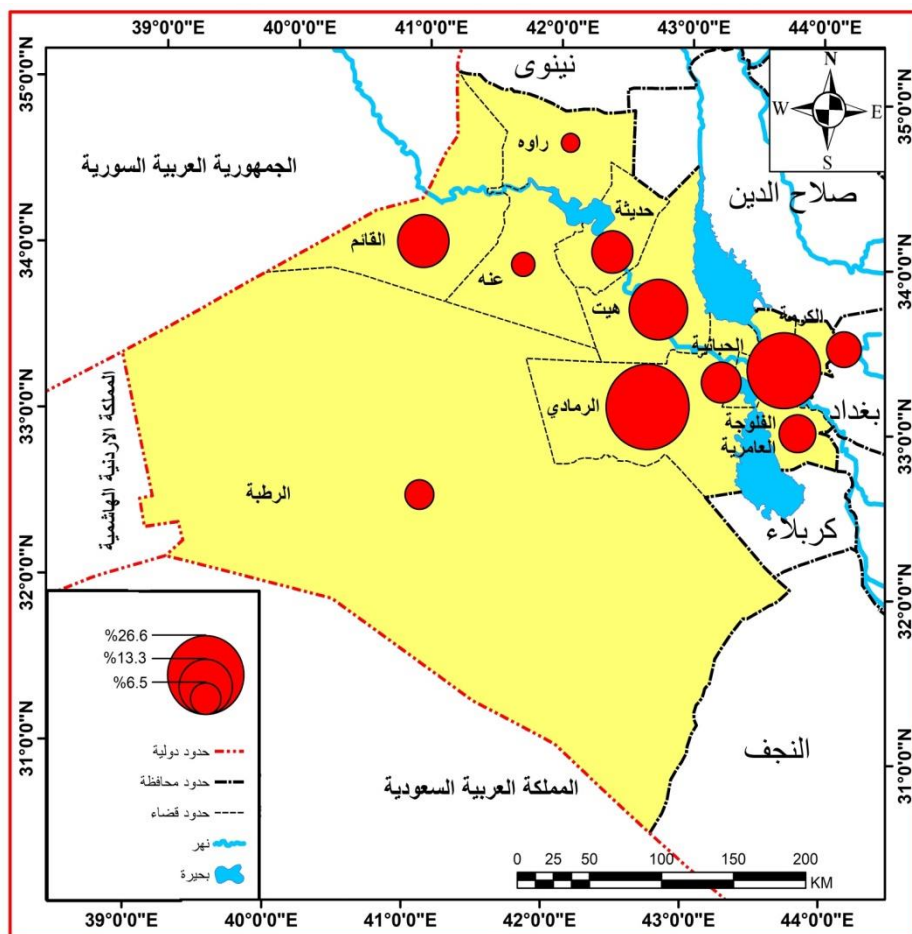 39°0'0"E
40°0'0"E
41°0'0"E
42°0'0"E
43°0'0"E
44°0'0"E
35°0'0"N
34°0'0"N
33°0'0"N
32°0'0"N
31°0'0"N
35°0'0"N
34°0'0"N
33°0'0"N
32°0'0"N
31°0'0"N
N
W
E
S
نينوى
الجمهورية العربية السورية
راوه
صلاح الدين
حديثة
القائم
عنه
هيت
الكرمة
الحبانية
الرمادي
بغداد
الفلوجة
العامرية
المملكة الاردنية الهاشمية
الرطبة
كربلاء
النجف
المملكة العربية السعودية
%26.6
%13.3
%6.5
حدود دولية
حدود محافظة
حدود قضاء
نهر
بحيرة
0 25 50 100 150 200
KM
39°0'0"E
40°0'0"E
41°0'0"E
42°0'0"E
43°0'0"E
44°0'0"E